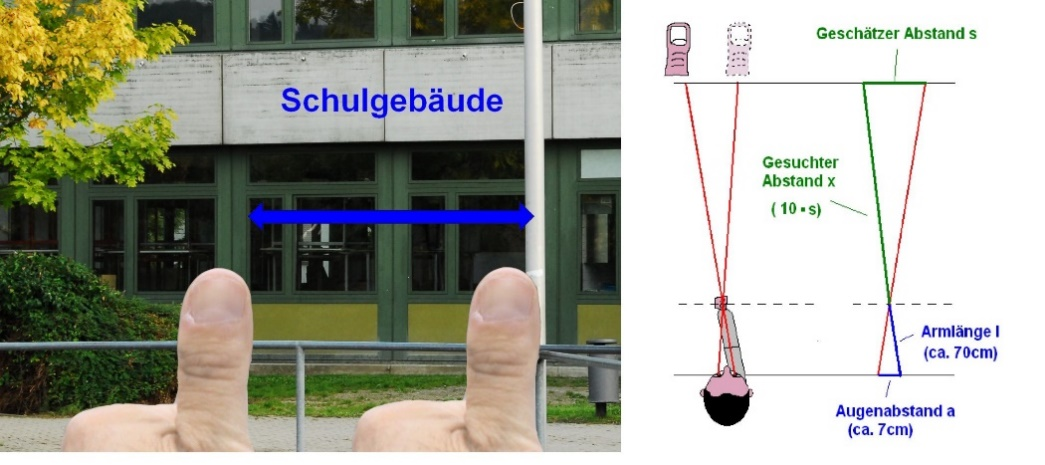 Schulgebäude
Geschätzer Abstand s
Gesuchter
Abstand x
( 10 ▪ s)
Armlänge l
(ca. 70cm)
Augenabstand a
(ca. 7cm)